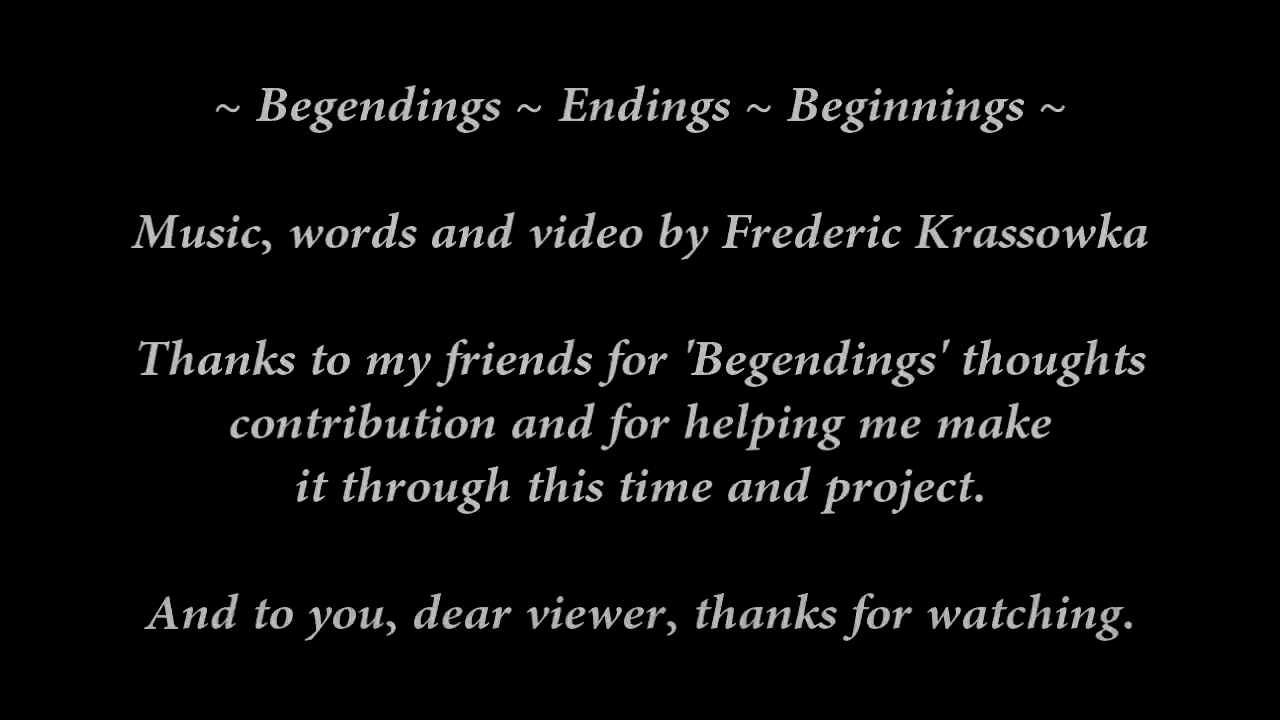 ~ Begendings ~ Endings ~ Beginnings ~
Music, words and video by Frederic Krassowka
Thanks to my friends for 'Begendings' thoughts
contribution and for helping me make
it through this time and project.
And to you, dear viewer, thanks for watching.